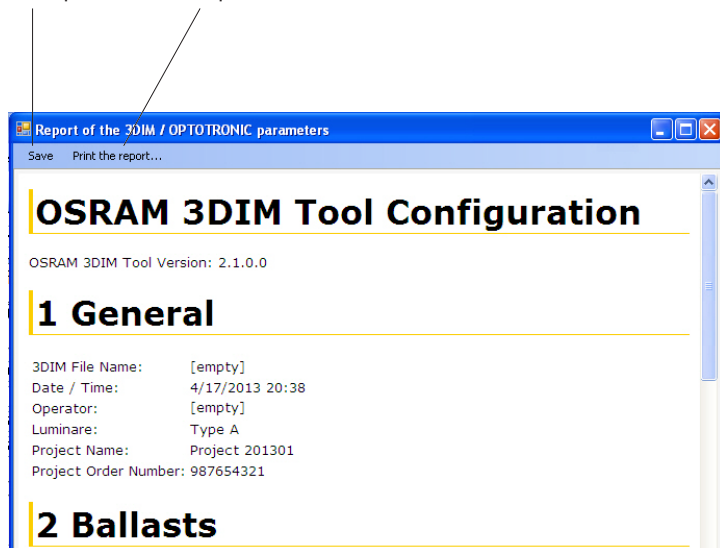 Report of the 3DIM / OPTOTRONIC parameters
Save Print the report...
OSRAM 3DIM Tool Configuration
OSRAM 3DIM Tool Version: 2.1.0.0
1 General
3DIM File Name: [empty]
Date / Time: 4/17/2013 20:38
Operator: [empty]
Luminare: Type A
Project Name: Project 201301
Project Order Number: 987654321
2 Ballasts